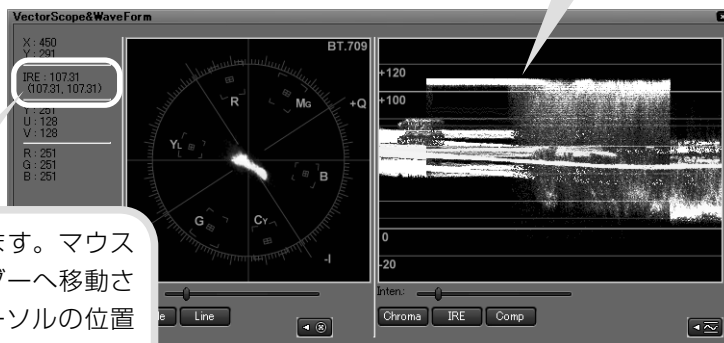 VectorScope&WaveForm
X : 450
Y : 291
IRE : 107.31
(107.31, 107.31)
Y : 251
U : 128
V : 128
R : 251
G : 251
B : 251
BT.709
R
MG
+Q
YL
B
G
CY
-I
+120
+100
0
-20
ます。マウス
ダーへ移動さ
ーソルの位置
Line
Inten.:
Chroma
IRE
Comp